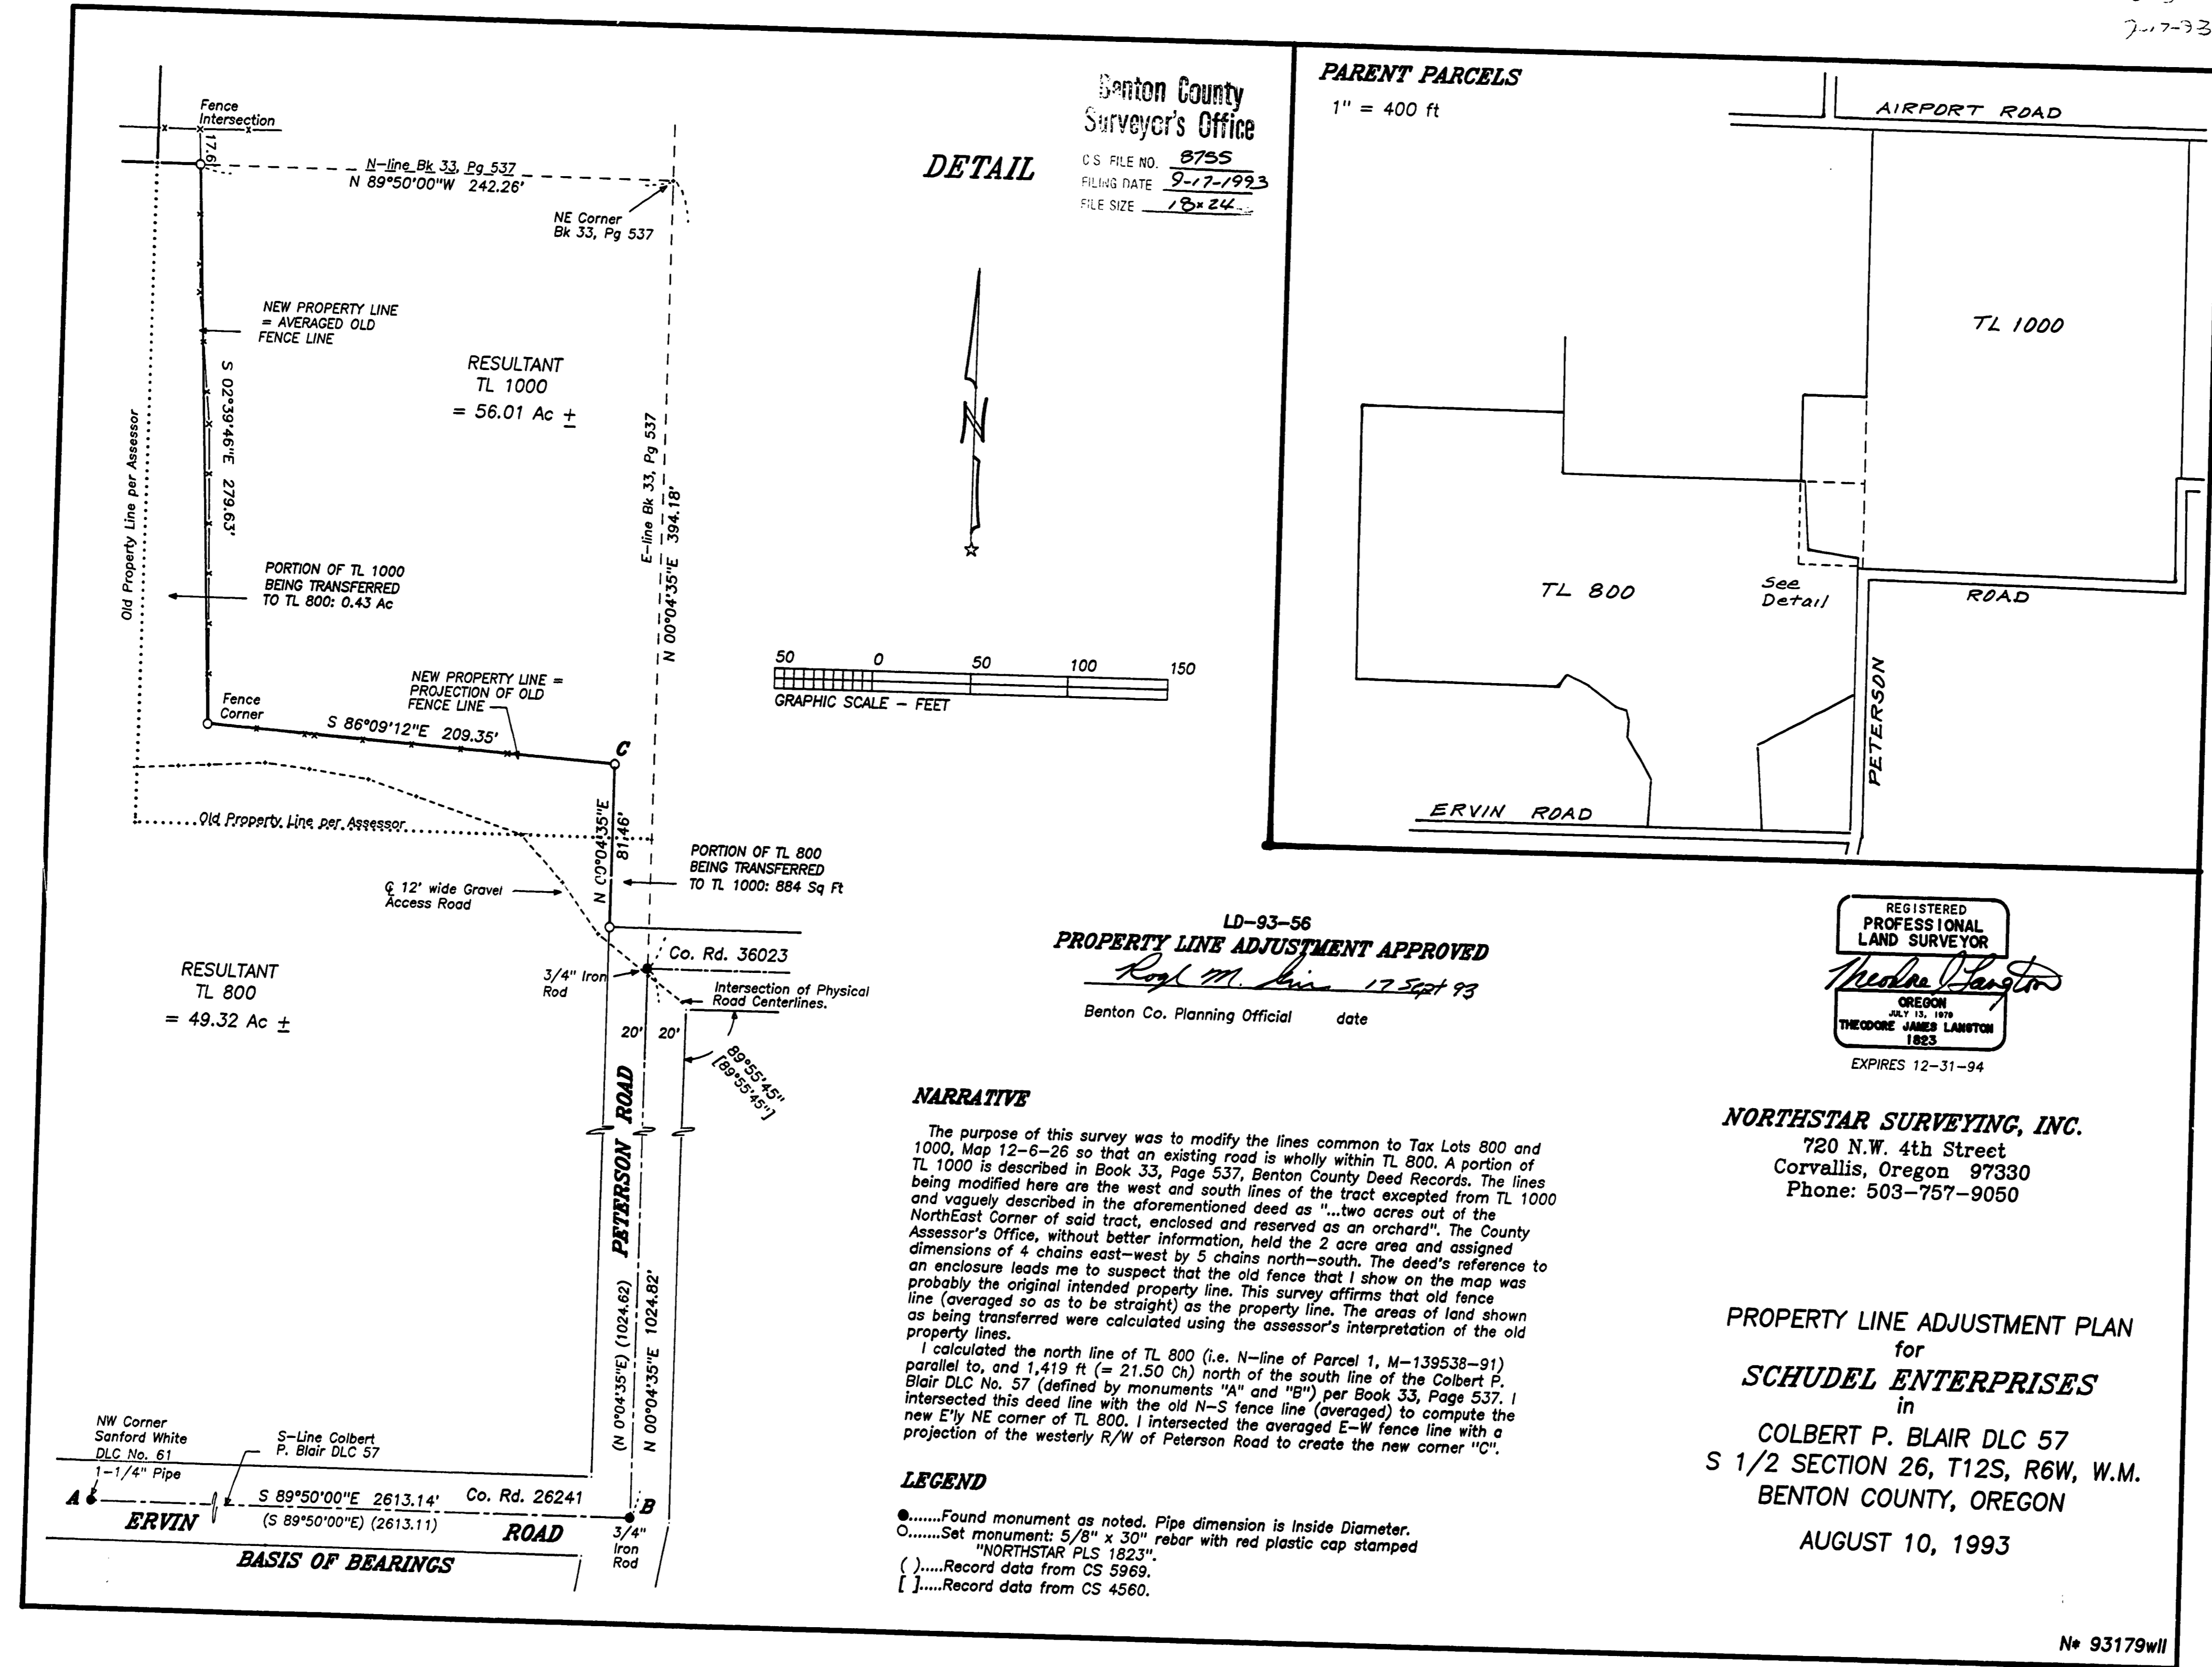 7-93
Benton County
Surveyor's Office
C S FILE NO. 8755
FILING DATE 9-17-1993
FILE SIZE 18x24
DETAIL
Fence
Intersection
17.6'
N-line Bk 33, Pg 537
N 89°50'00"W 242.26'
NE Corner
Bk 33, Pg 537
NEW PROPERTY LINE
= AVERAGED OLD
FENCE LINE
RESULTANT
TL 1000
= 56.01 Ac ±
S 02°39'46"E 279.63'
Old Property Line per Assessor
E-line Bk 33, Pg 537
N 00°04'35"E 394.18'
PORTION OF TL 1000
BEING TRANSFERRED
TO TL 800: 0.43 Ac
N
50 0 50 100 150
GRAPHIC SCALE - FEET
NEW PROPERTY LINE =
PROJECTION OF OLD
FENCE LINE
Fence
Corner
S 86°09'12"E 209.35'
C
Old Property Line per Assessor
N 00°04'35"E
81.46'
PORTION OF TL 800
BEING TRANSFERRED
TO TL 1000: 884 Sq Ft
℄ 12' wide Gravel
Access Road
Co. Rd. 36023
3/4" Iron
Rod
Intersection of Physical
Road Centerlines.
RESULTANT
TL 800
= 49.32 Ac ±
20' 20'
89°55'45"
[89°55'45"]
PETERSON ROAD
(N 0°04'35"E) (1024.62)
N 00°04'35"E 1024.82'
NW Corner
Sanford White
DLC No. 61
1-1/4" Pipe
S-Line Colbert
P. Blair DLC 57
A
S 89°50'00"E 2613.14'
Co. Rd. 26241
B
ERVIN
(S 89°50'00"E) (2613.11)
ROAD
3/4"
Iron
Rod
BASIS OF BEARINGS
PARENT PARCELS
1" = 400 ft
AIRPORT ROAD
TL 1000
TL 800
See
Detail
ROAD
PETERSON
ERVIN ROAD
LD-93-56
PROPERTY LINE ADJUSTMENT APPROVED
17 Sept 93
Benton Co. Planning Official date
REGISTERED
PROFESSIONAL
LAND SURVEYOR
Theodore J Langton
OREGON
JULY 13, 1979
THEODORE JAMES LANGTON
1823
EXPIRES 12-31-94
NARRATIVE
The purpose of this survey was to modify the lines common to Tax Lots 800 and
1000, Map 12-6-26 so that an existing road is wholly within TL 800. A portion of
TL 1000 is described in Book 33, Page 537, Benton County Deed Records. The lines
being modified here are the west and south lines of the tract excepted from TL 1000
and vaguely described in the aforementioned deed as "...two acres out of the
NorthEast Corner of said tract, enclosed and reserved as an orchard". The County
Assessor's Office, without better information, held the 2 acre area and assigned
dimensions of 4 chains east-west by 5 chains north-south. The deed's reference to
an enclosure leads me to suspect that the old fence that I show on the map was
probably the original intended property line. This survey affirms that old fence
line (averaged so as to be straight) as the property line. The areas of land shown
as being transferred were calculated using the assessor's interpretation of the old
property lines.
I calculated the north line of TL 800 (i.e. N-line of Parcel 1, M-139538-91)
parallel to, and 1,419 ft (= 21.50 Ch) north of the south line of the Colbert P.
Blair DLC No. 57 (defined by monuments "A" and "B") per Book 33, Page 537. I
intersected this deed line with the old N-S fence line (averaged) to compute the
new E'ly NE corner of TL 800. I intersected the averaged E-W fence line with a
projection of the westerly R/W of Peterson Road to create the new corner "C".
LEGEND
●.......Found monument as noted. Pipe dimension is Inside Diameter.
O.......Set monument: 5/8" x 30" rebar with red plastic cap stamped
"NORTHSTAR PLS 1823".
( ).....Record data from CS 5969.
[ ].....Record data from CS 4560.
NORTHSTAR SURVEYING, INC.
720 N.W. 4th Street
Corvallis, Oregon 97330
Phone: 503-757-9050
PROPERTY LINE ADJUSTMENT PLAN
for
SCHUDEL ENTERPRISES
in
COLBERT P. BLAIR DLC 57
S 1/2 SECTION 26, T12S, R6W, W.M.
BENTON COUNTY, OREGON
AUGUST 10, 1993
N* 93179wll